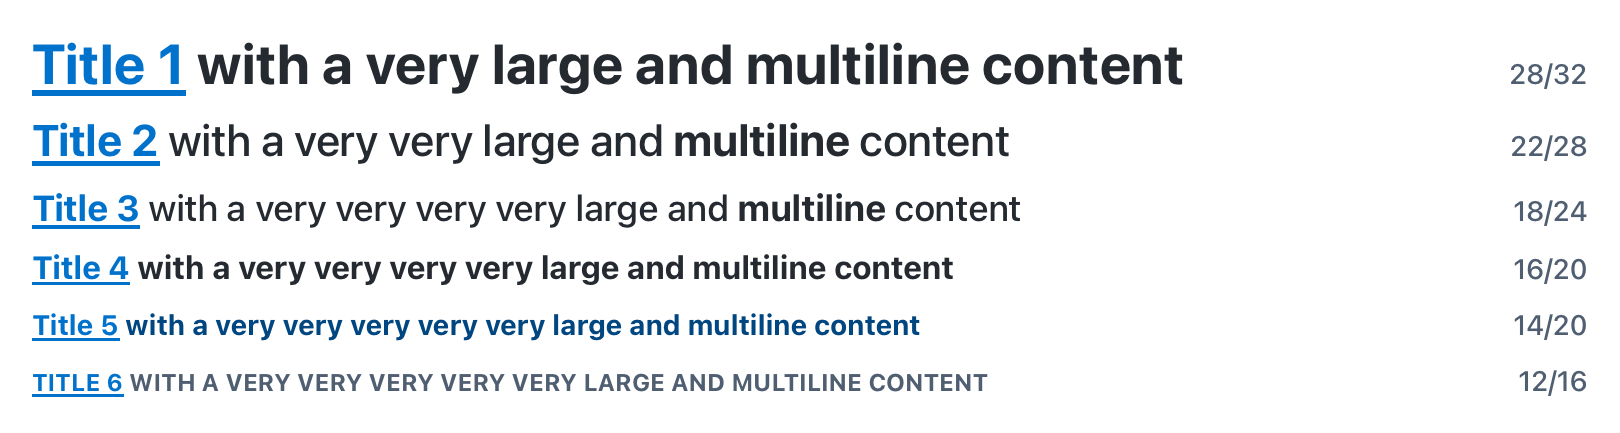 Title 1 with a very large and multiline content 28/32
Title 2 with a very very large and multiline content 22/28
Title 3 with a very very very very large and multiline content 18/24
Title 4 with a very very very very large and multiline content 16/20
Title 5 with a very very very very very large and multiline content 14/20
TITLE 6 WITH A VERY VERY VERY VERY VERY LARGE AND MULTILINE CONTENT 12/16